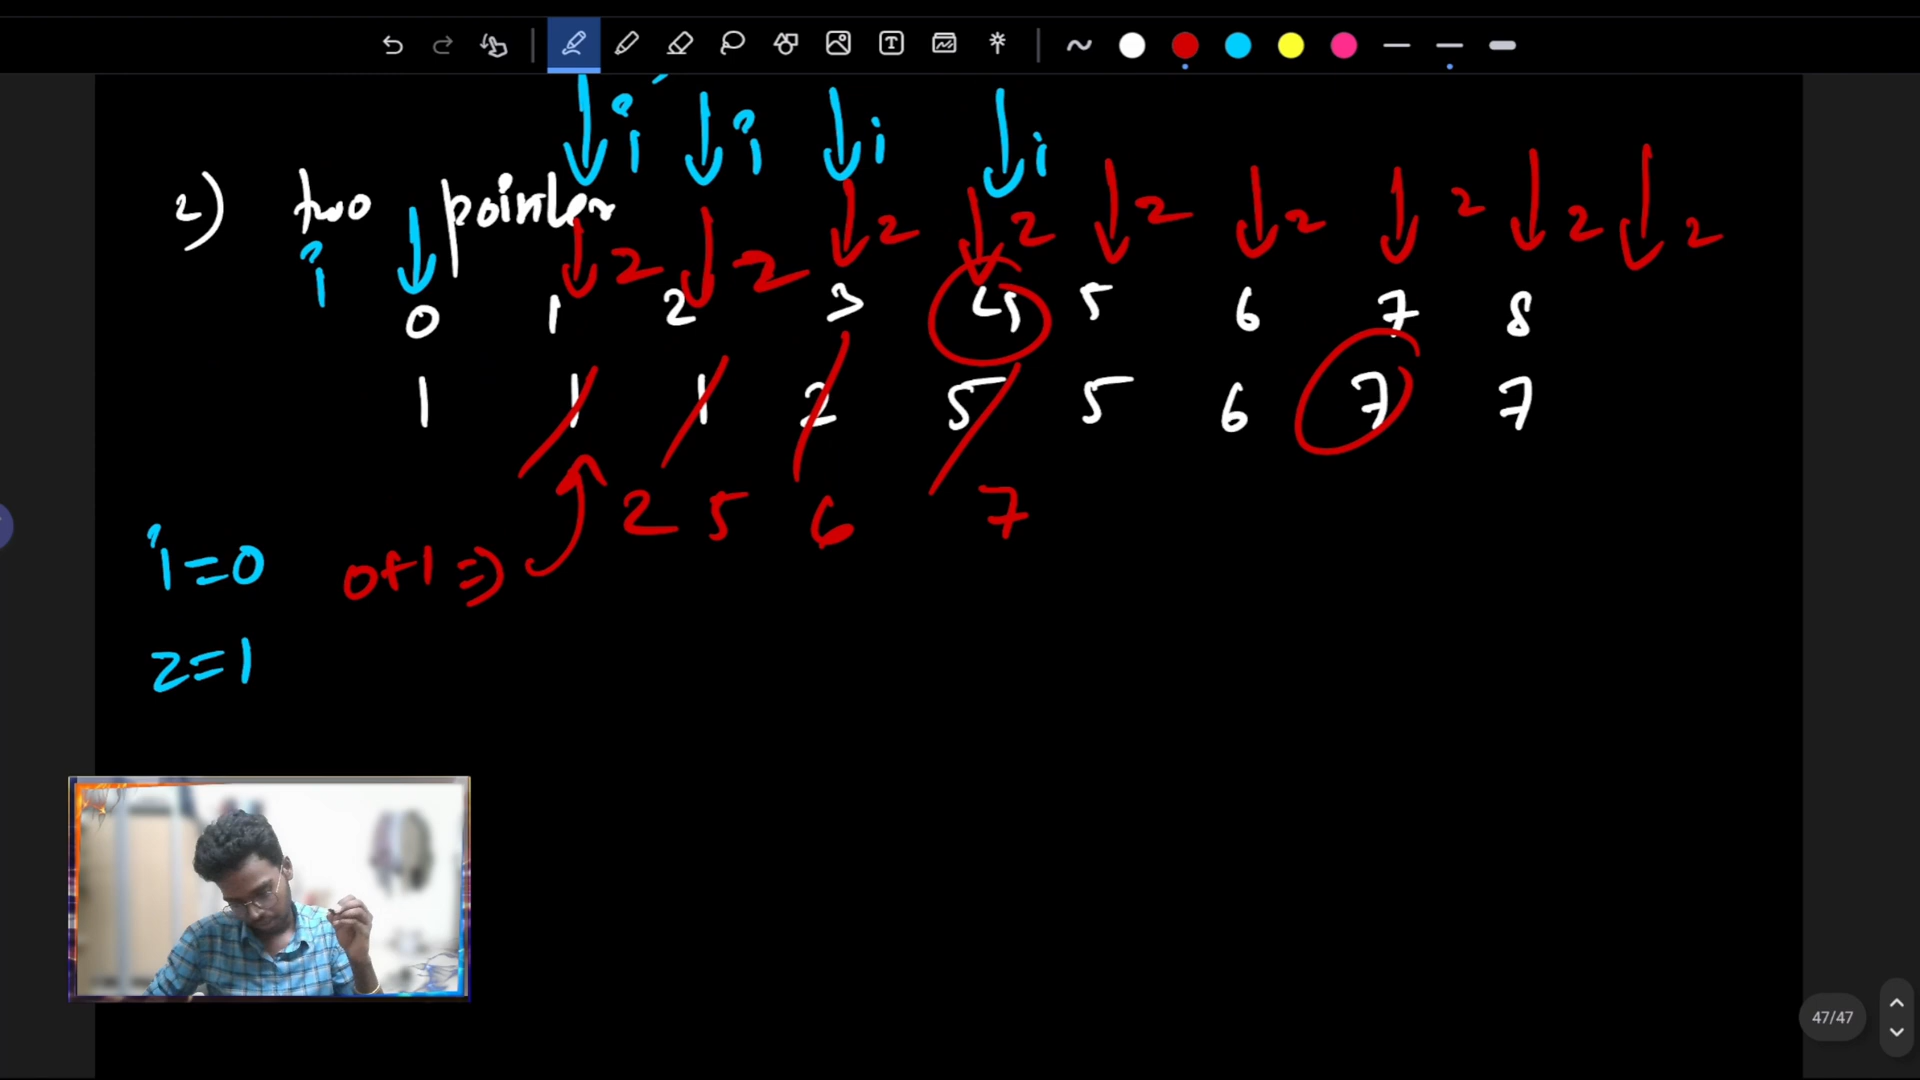 i i i i
2) two pointer 2 2 2 2 2 2 2 2 2
i
0 1 2 3 4 5 6 7 8
1 1 1 2 5 5 6 7 7
2 5 6 7
i=0 0+1 =>
2=1
47/47